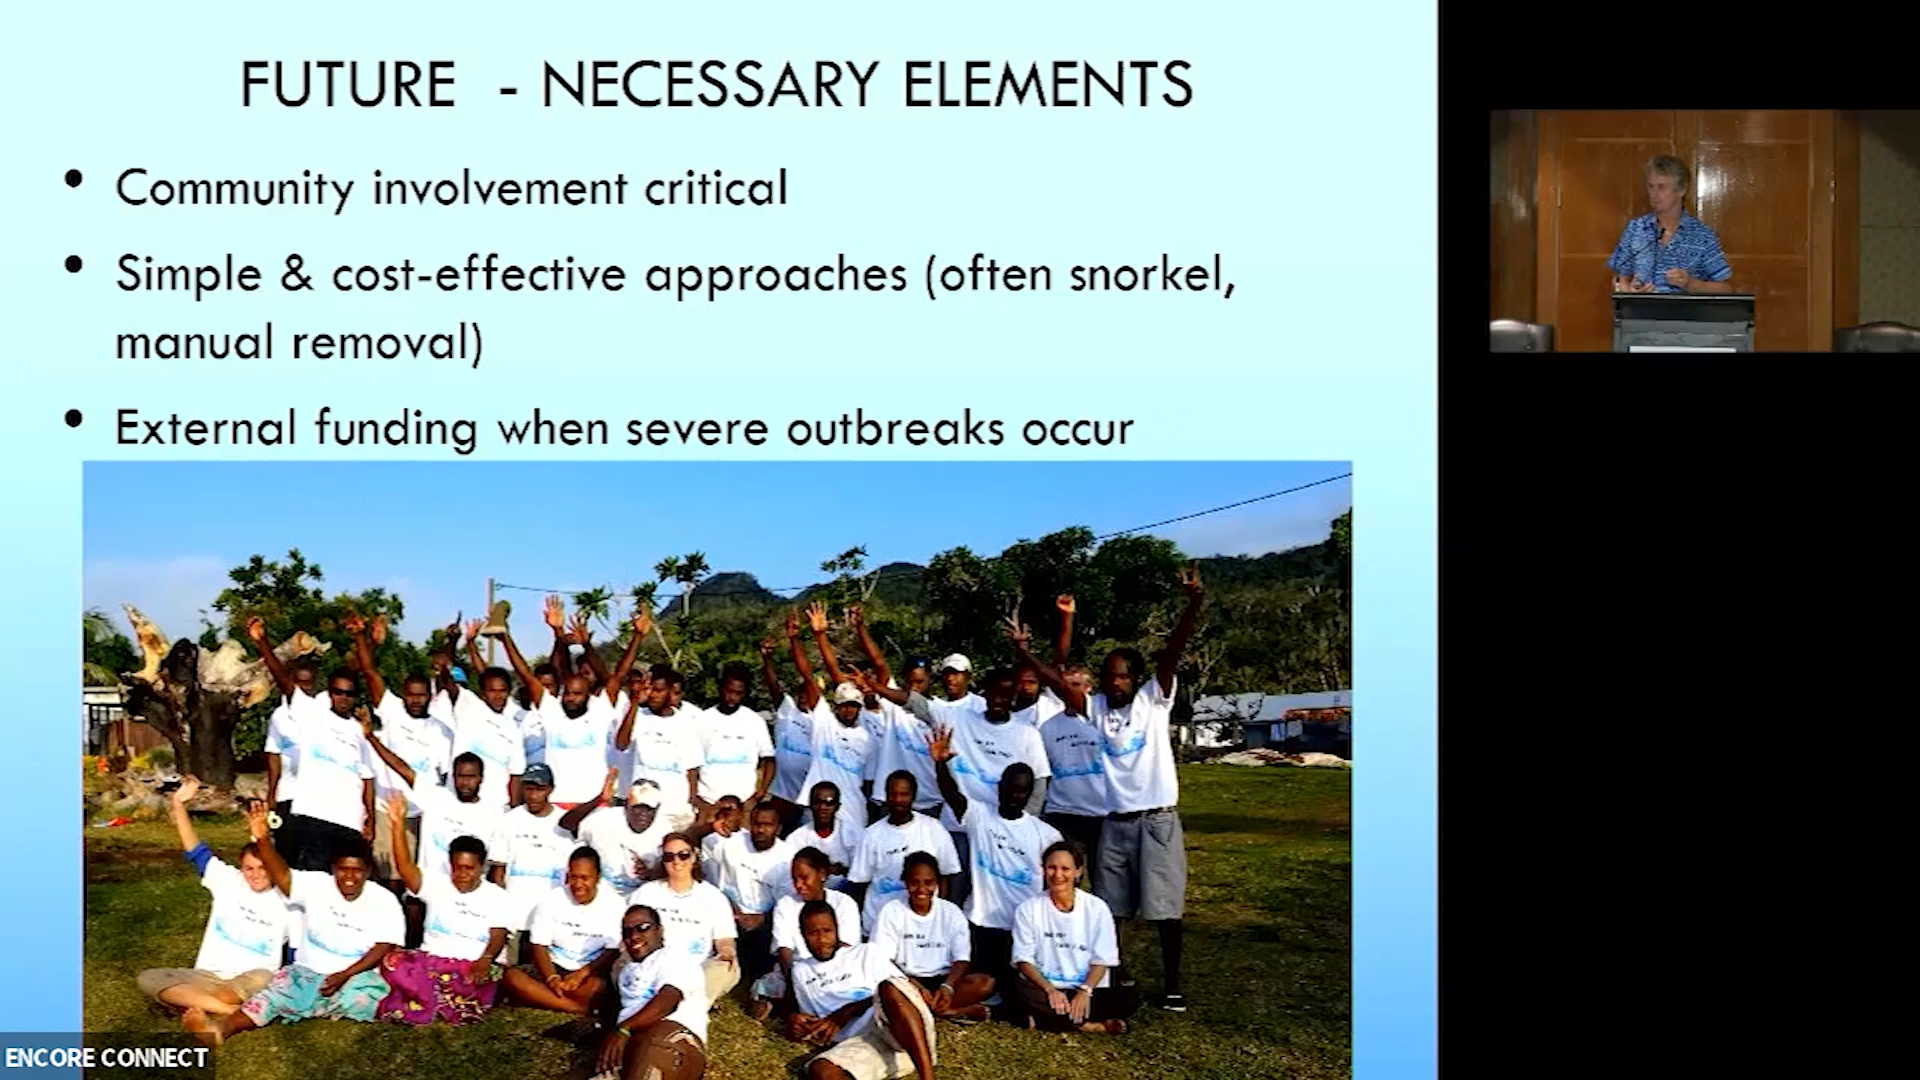 FUTURE - NECESSARY ELEMENTS
• Community involvement critical
• Simple & cost-effective approaches (often snorkel,
manual removal)
• External funding when severe outbreaks occur
ENCORE CONNECT